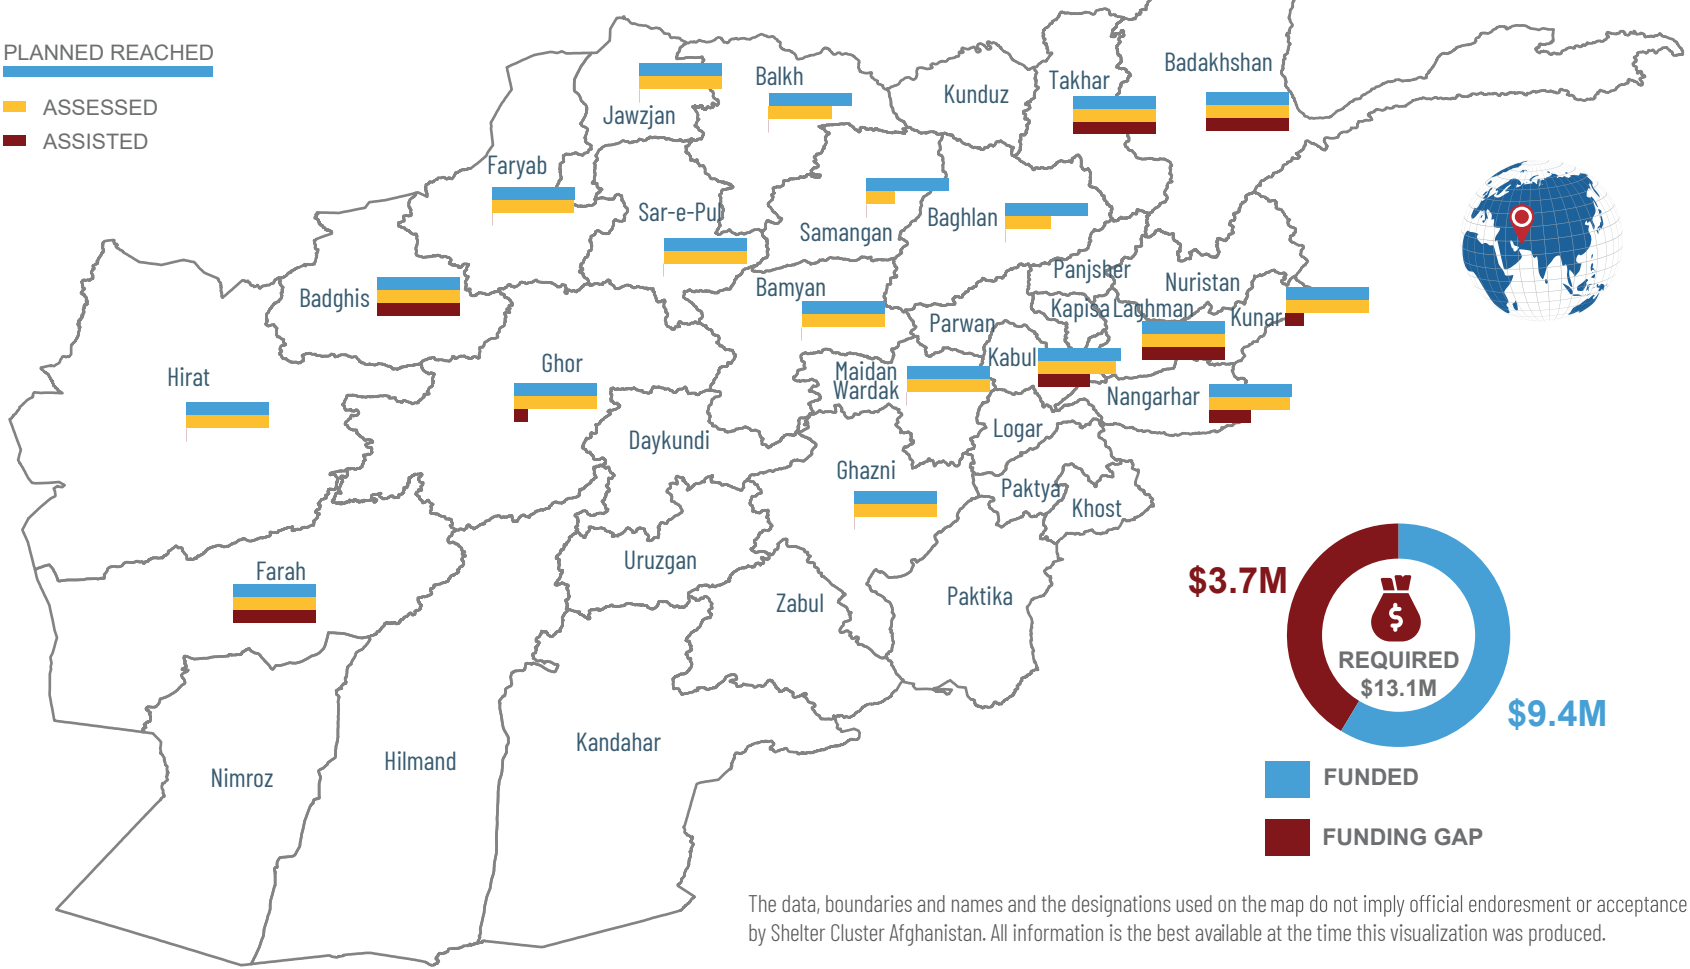 PLANNED REACHED
ASSESSED
ASSISTED
Badakhshan
Takhar
Balkh
Kunduz
Jawzjan
Faryab
Sar-e-Pul
Samangan
Baghlan
Panjsher
Nuristan
Bamyan
Badghis
Kapisa
Laghman
Kunar
Parwan
Kabul
Ghor
Hirat
Maidan
Wardak
Nangarhar
Logar
Daykundi
Ghazni
Paktya
Khost
Uruzgan
Farah
Zabul
Paktika
Kandahar
Hilmand
Nimroz
$3.7M
$
REQUIRED
$13.1M
$9.4M
FUNDED
FUNDING GAP
The data, boundaries and names and the designations used on the map do not imply official endoresment or acceptance
by Shelter Cluster Afghanistan. All information is the best available at the time this visualization was produced.